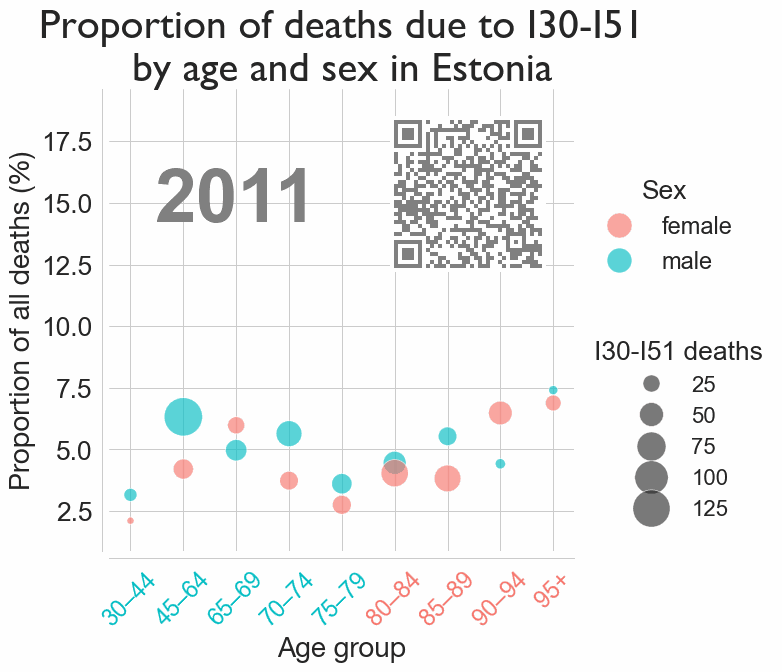 Proportion of deaths due to I30-I51
by age and sex in Estonia
Proportion of all deaths (%)
17.5
15.0
12.5
10.0
7.5
5.0
2.5
2011
Sex
female
male
I30-I51 deaths
25
50
75
100
125
30–44
45–64
65–69
70–74
75–79
80–84
85–89
90–94
95+
Age group